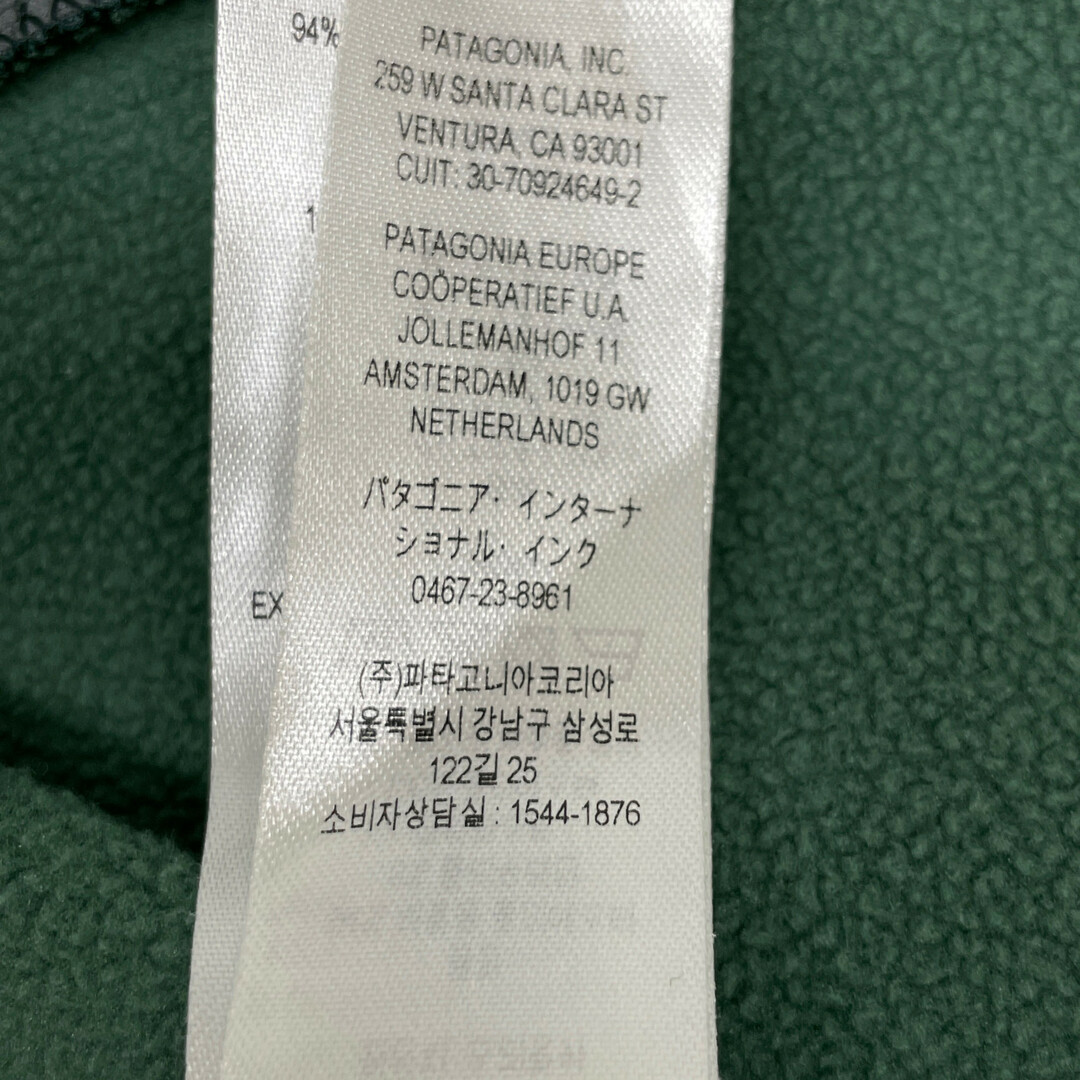 94%
PATAGONIA, INC.
259 W SANTA CLARA ST
VENTURA, CA 93001
CUIT: 30-70924649-2
1
PATAGONIA EUROPE
COÖPERATIEF U.A.
JOLLEMANHOF 11
AMSTERDAM, 1019 GW
NETHERLANDS
パタゴニア・インターナ
ショナル・インク
0467-23-8961
EX
(주)파타고니아코리아
서울특별시 강남구 삼성로
122길 25
소비자상담실 : 1544-1876